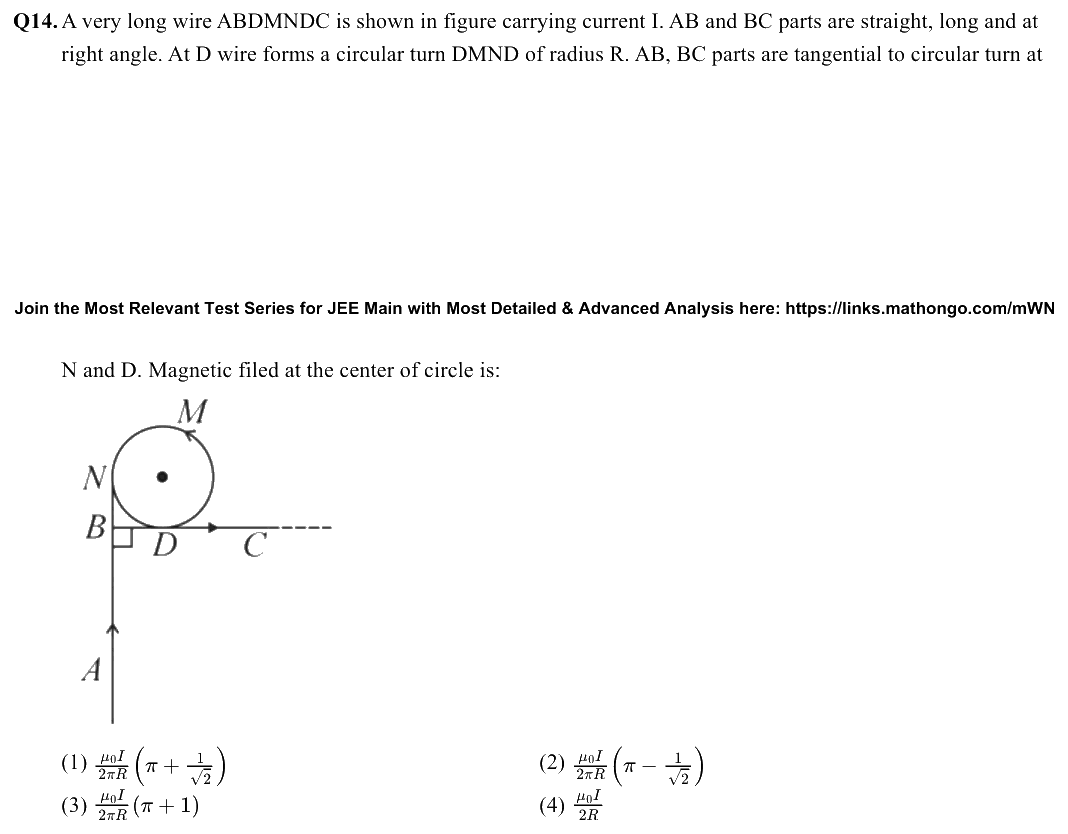 Q14. A very long wire ABDMNDC is shown in figure carrying current I. AB and BC parts are straight, long and at
right angle. At D wire forms a circular turn DMND of radius R. AB, BC parts are tangential to circular turn at
Join the Most Relevant Test Series for JEE Main with Most Detailed & Advanced Analysis here: https://links.mathongo.com/mWN
N and D. Magnetic filed at the center of circle is:
M
N
B
D C
A
(1) μ₀I/2πR (π + 1/√2) (2) μ₀I/2πR (π − 1/√2)
(3) μ₀I/2πR (π + 1) (4) μ₀I/2R